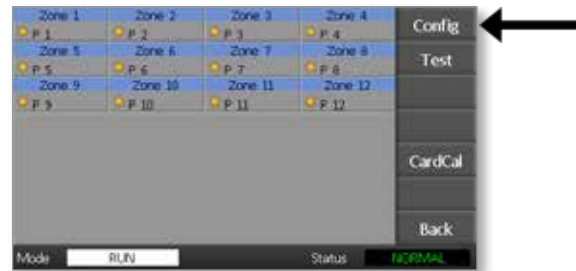 Zone 1 Zone 2 Zone 3 Zone 4 Config
P 1 P 2 P 3 P 4
Zone 5 Zone 6 Zone 7 Zone 8 Test
P 5 P 6 P 7 P 8
Zone 9 Zone 10 Zone 11 Zone 12
P 9 P 10 P 11 P 12
CardCal
Back
Mode RUN Status NORMAL